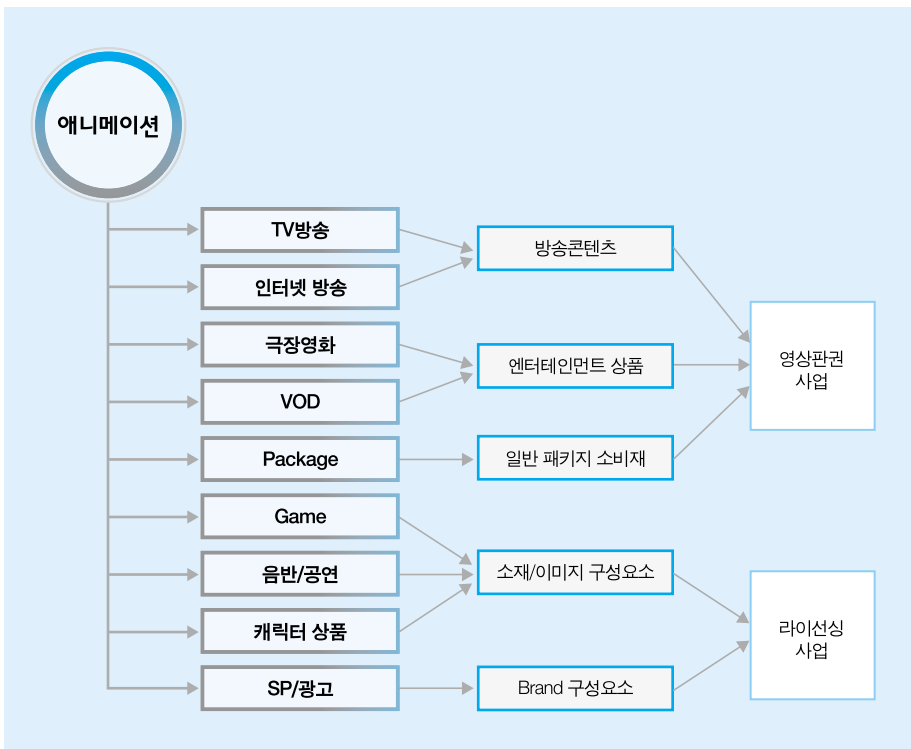 애니메이션
TV방송
인터넷 방송
극장영화
VOD
Package
Game
음반/공연
캐릭터 상품
SP/광고
방송콘텐츠
엔터테인먼트 상품
일반 패키지 소비재
소재/이미지 구성요소
Brand 구성요소
영상판권
사업
라이선싱
사업